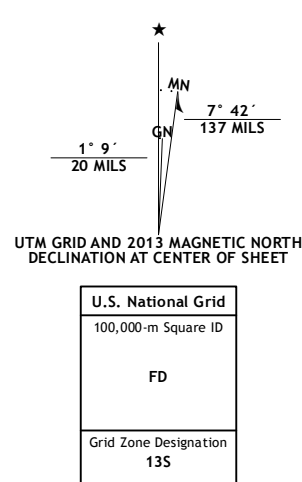 ★
MN
7° 42´
137 MILS
GN
1° 9´
20 MILS
UTM GRID AND 2013 MAGNETIC NORTH
DECLINATION AT CENTER OF SHEET
U.S. National Grid
100,000-m Square ID
FD
Grid Zone Designation
13S